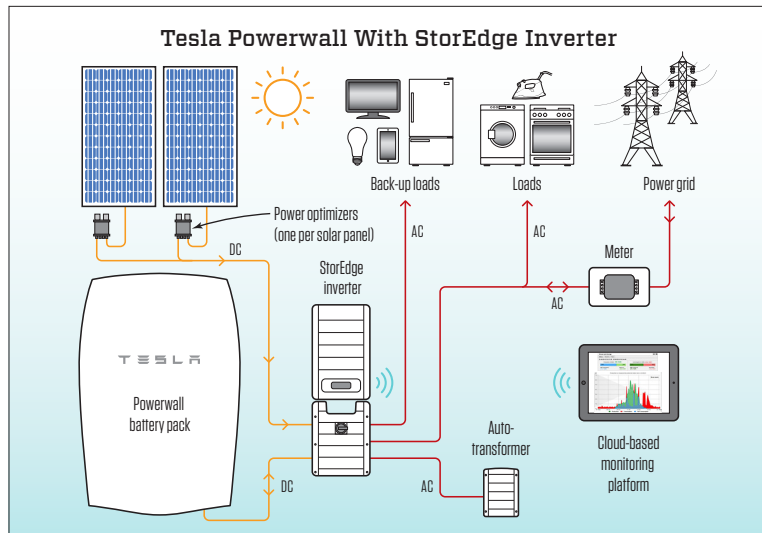 Tesla Powerwall With StorEdge Inverter
Back-up loads
Loads
Power grid
Power optimizers
(one per solar panel)
DC
AC
AC
Meter
AC
StorEdge
inverter
TESLA
Powerwall
battery pack
DC
AC
Auto-
transformer
Cloud-based
monitoring
platform